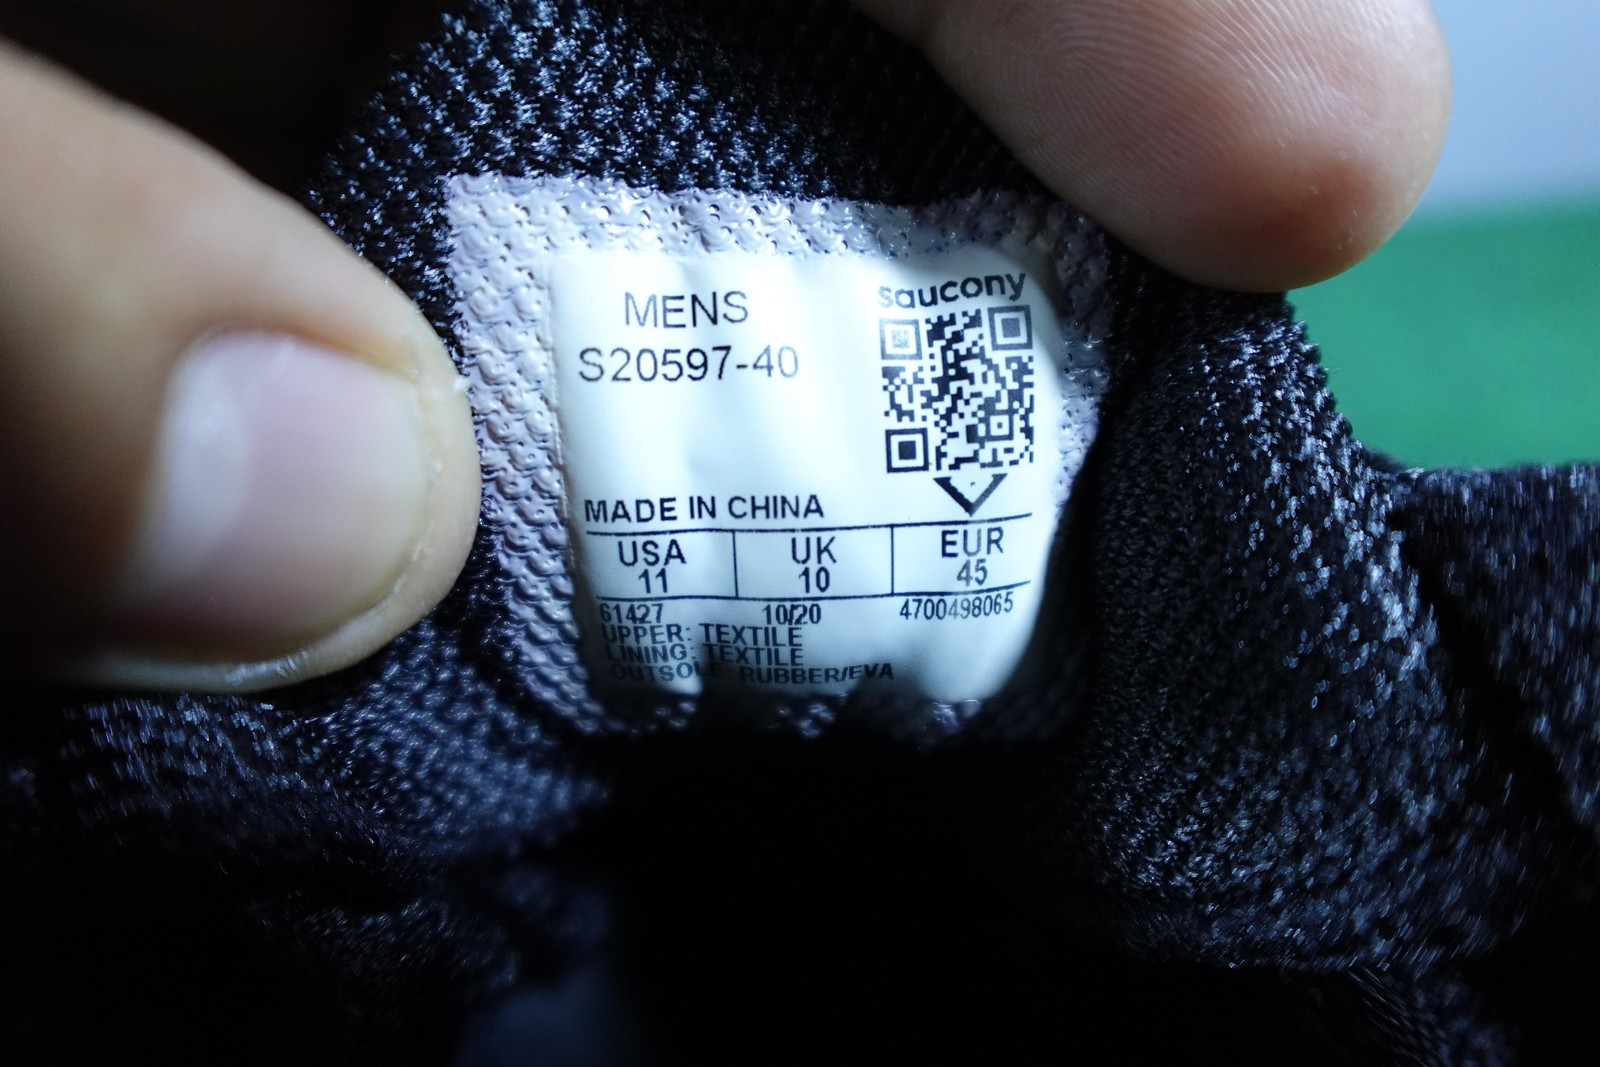 MENS
S20597-40
saucony
MADE IN CHINA
USA UK EUR
11 10 45
61427 10/20 4700498065
UPPER: TEXTILE
LINING: TEXTILE
OUTSOLE: RUBBER/EVA